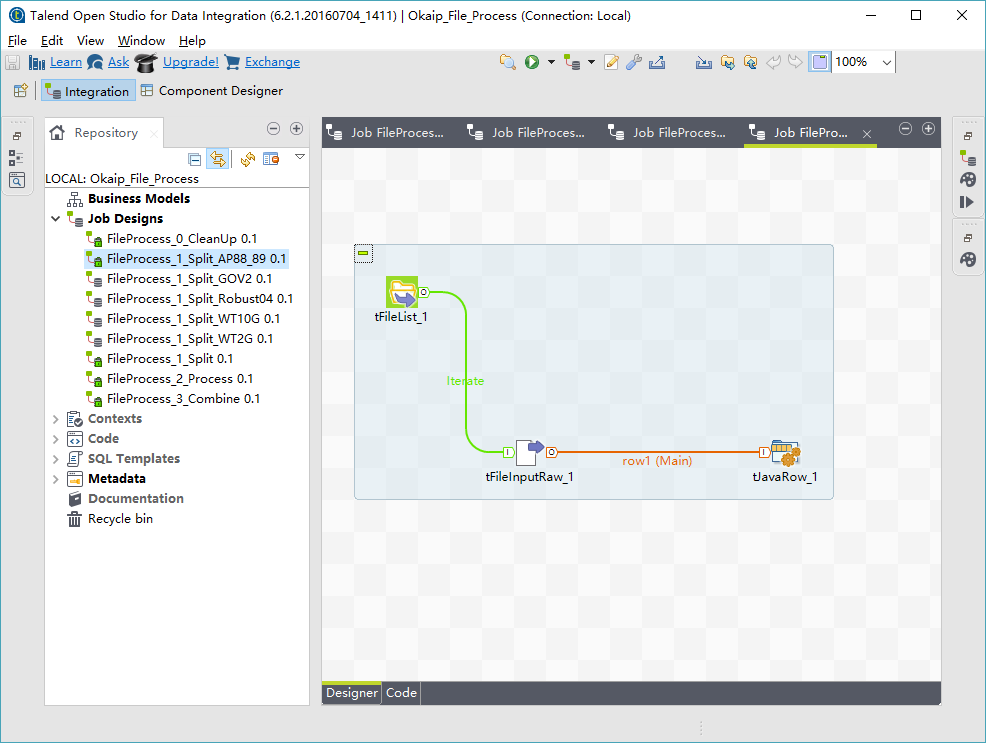 Talend Open Studio for Data Integration (6.2.1.20160704_1411) | Okaip_File_Process (Connection: Local)
File Edit View Window Help
Learn Ask Upgrade! Exchange 100%
Integration Component Designer
Repository
Job FileProces... Job FileProces... Job FileProces... Job FilePro...
LOCAL: Okaip_File_Process
Business Models
Job Designs
FileProcess_0_CleanUp 0.1
FileProcess_1_Split_AP88_89 0.1
FileProcess_1_Split_GOV2 0.1
FileProcess_1_Split_Robust04 0.1
FileProcess_1_Split_WT10G 0.1
FileProcess_1_Split_WT2G 0.1
FileProcess_1_Split 0.1
FileProcess_2_Process 0.1
FileProcess_3_Combine 0.1
Contexts
Code
SQL Templates
Metadata
Documentation
Recycle bin
O
tFileList_1
Iterate
I O I
row1 (Main)
tFileInputRaw_1 tJavaRow_1
Designer Code